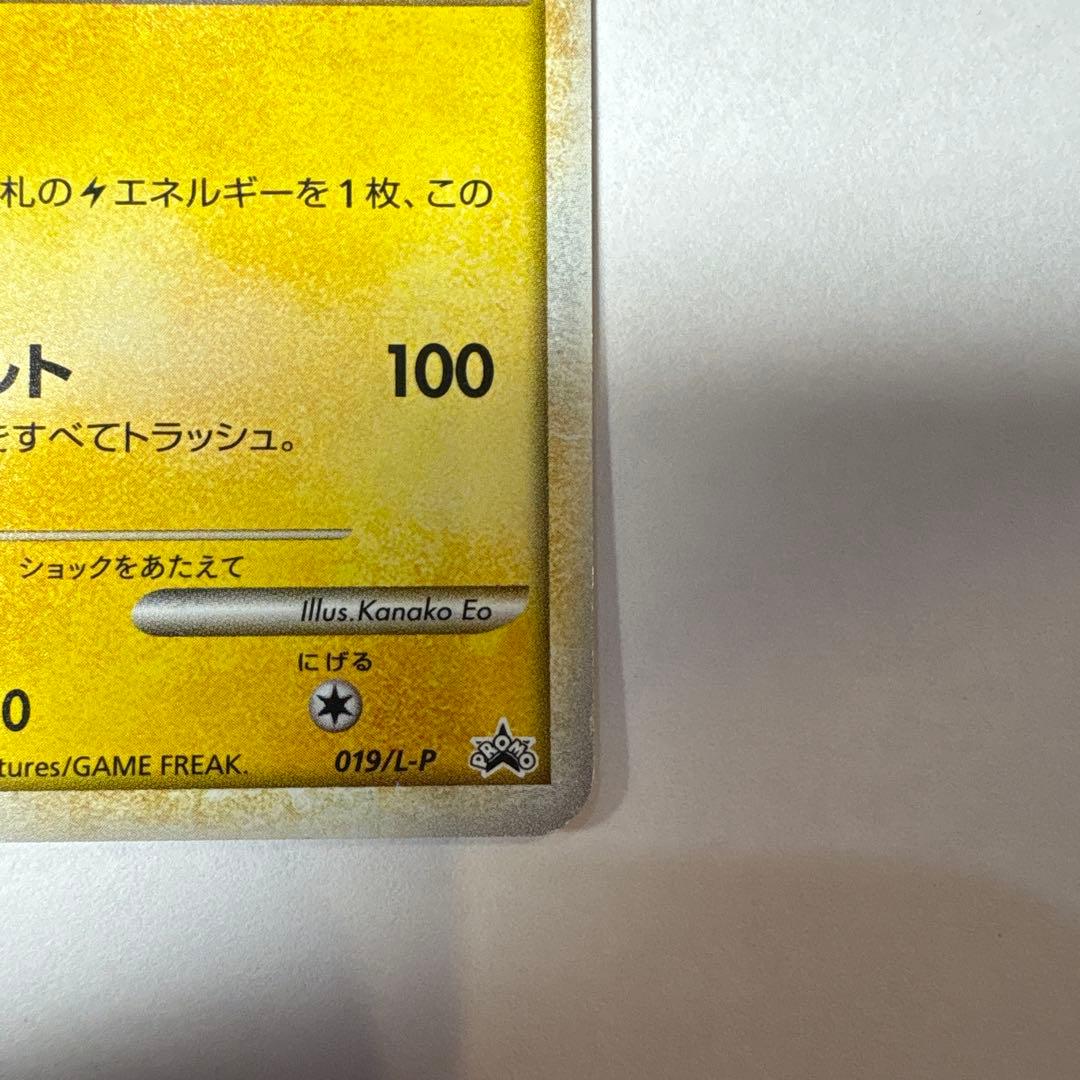 札の エネルギーを1枚、この
ルト 100
をすべてトラッシュ。
ショックをあたえて
Illus.Kanako Eo
にげる
0
tures/GAME FREAK.
019/L-P
PROMO